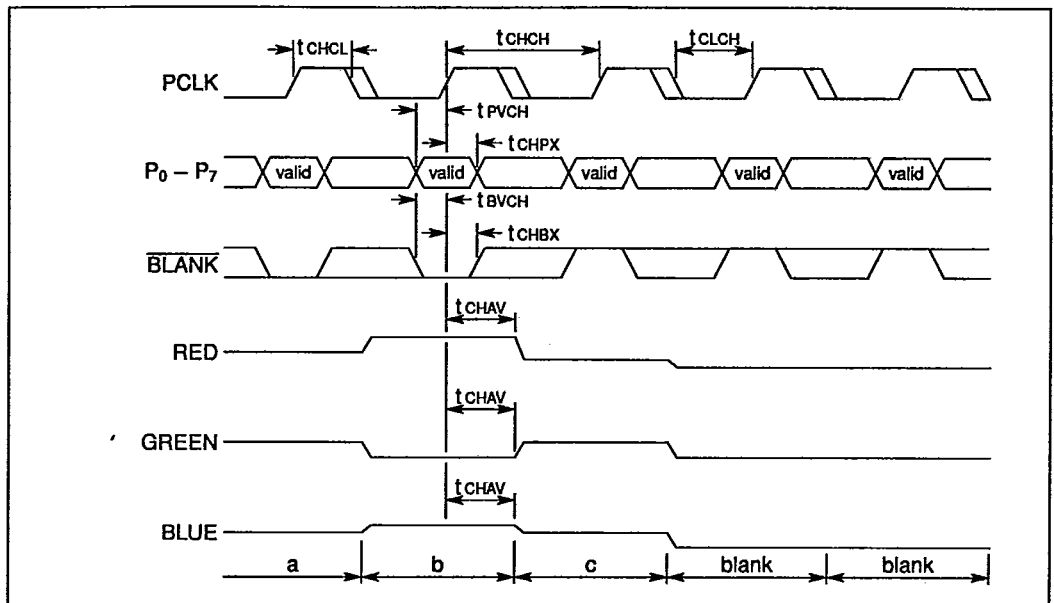 tCHCL
tCHCH
tCLCH
PCLK
tPVCH
tCHPX
P0 – P7
valid
valid
valid
valid
valid
tBVCH
tCHBX
BLANK
tCHAV
RED
tCHAV
GREEN
tCHAV
BLUE
a
b
c
blank
blank